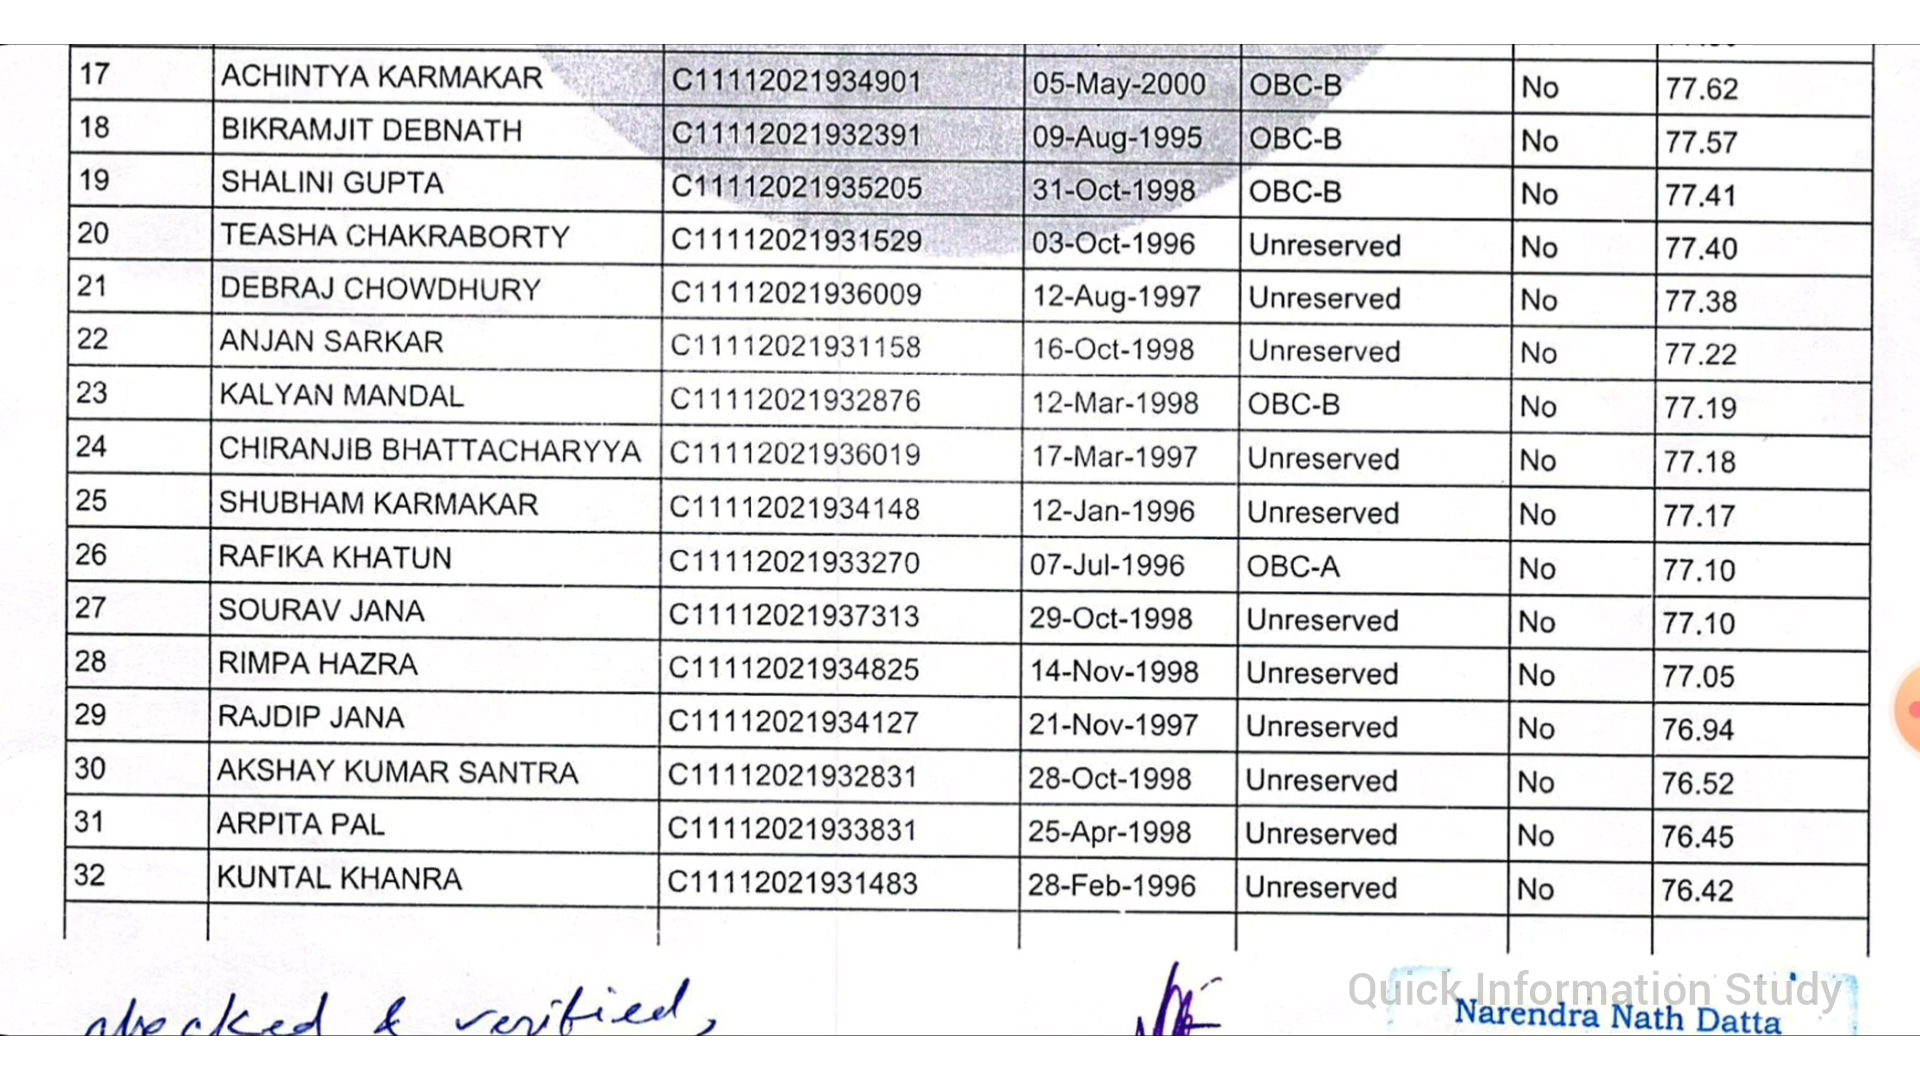 17 ACHINTYA KARMAKAR C11112021934901 05-May-2000 OBC-B No 77.62
18 BIKRAMJIT DEBNATH C11112021932391 09-Aug-1995 OBC-B No 77.57
19 SHALINI GUPTA C11112021935205 31-Oct-1998 OBC-B No 77.41
20 TEASHA CHAKRABORTY C11112021931529 03-Oct-1996 Unreserved No 77.40
21 DEBRAJ CHOWDHURY C11112021936009 12-Aug-1997 Unreserved No 77.38
22 ANJAN SARKAR C11112021931158 16-Oct-1998 Unreserved No 77.22
23 KALYAN MANDAL C11112021932876 12-Mar-1998 OBC-B No 77.19
24 CHIRANJIB BHATTACHARYYA C11112021936019 17-Mar-1997 Unreserved No 77.18
25 SHUBHAM KARMAKAR C11112021934148 12-Jan-1996 Unreserved No 77.17
26 RAFIKA KHATUN C11112021933270 07-Jul-1996 OBC-A No 77.10
27 SOURAV JANA C11112021937313 29-Oct-1998 Unreserved No 77.10
28 RIMPA HAZRA C11112021934825 14-Nov-1998 Unreserved No 77.05
29 RAJDIP JANA C11112021934127 21-Nov-1997 Unreserved No 76.94
30 AKSHAY KUMAR SANTRA C11112021932831 28-Oct-1998 Unreserved No 76.52
31 ARPITA PAL C11112021933831 25-Apr-1998 Unreserved No 76.45
32 KUNTAL KHANRA C11112021931483 28-Feb-1996 Unreserved No 76.42
checked & verified,
Quick Information Study
Narendra Nath Datta